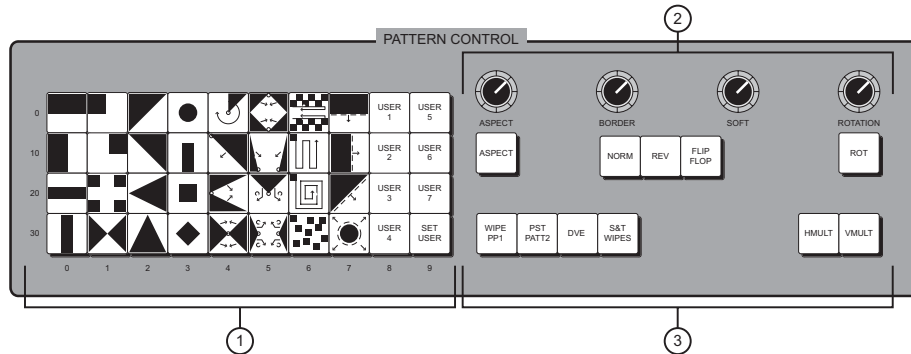 2
PATTERN CONTROL
ASPECT BORDER SOFT ROTATION
0 USER 1 USER 5
ASPECT NORM REV FLIP FLOP ROT
10 USER 2 USER 6
20 USER 3 USER 7
30 USER 4 SET USER
WIPE PP1 PST PATT2 DVE S&T WIPES HMULT VMULT
0 1 2 3 4 5 6 7 8 9
1 3